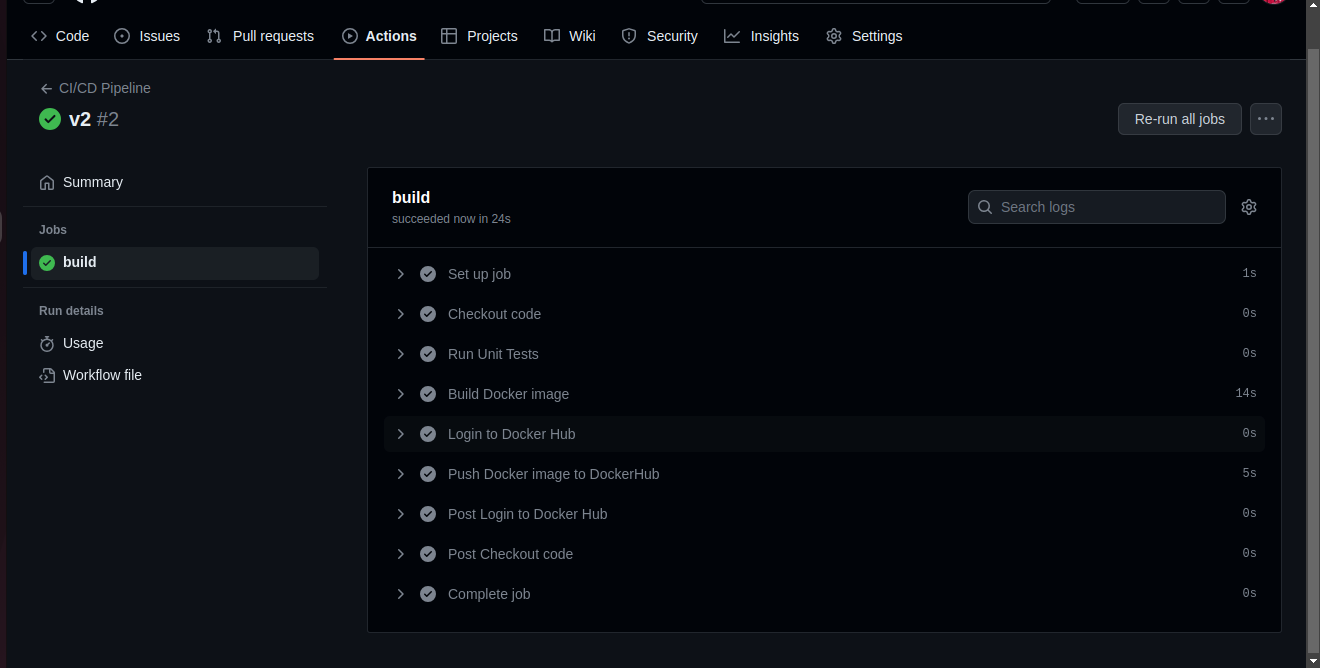 Code Issues Pull requests Actions Projects Wiki Security Insights Settings
CI/CD Pipeline
v2 #2
Re-run all jobs
Summary
Jobs
build
Run details
Usage
Workflow file
build
succeeded now in 24s
Search logs
Set up job 1s
Checkout code 0s
Run Unit Tests 0s
Build Docker image 14s
Login to Docker Hub 0s
Push Docker image to DockerHub 5s
Post Login to Docker Hub 0s
Post Checkout code 0s
Complete job 0s